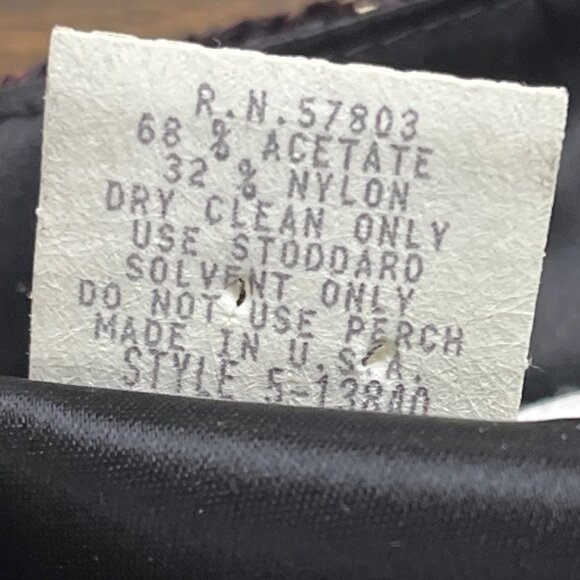 R.N.57803
68 % ACETATE
32 % NYLON
DRY CLEAN ONLY
USE STODDARD
SOLVENT ONLY
DO NOT USE PERCH
MADE IN U.S.A.
STYLE 5-138